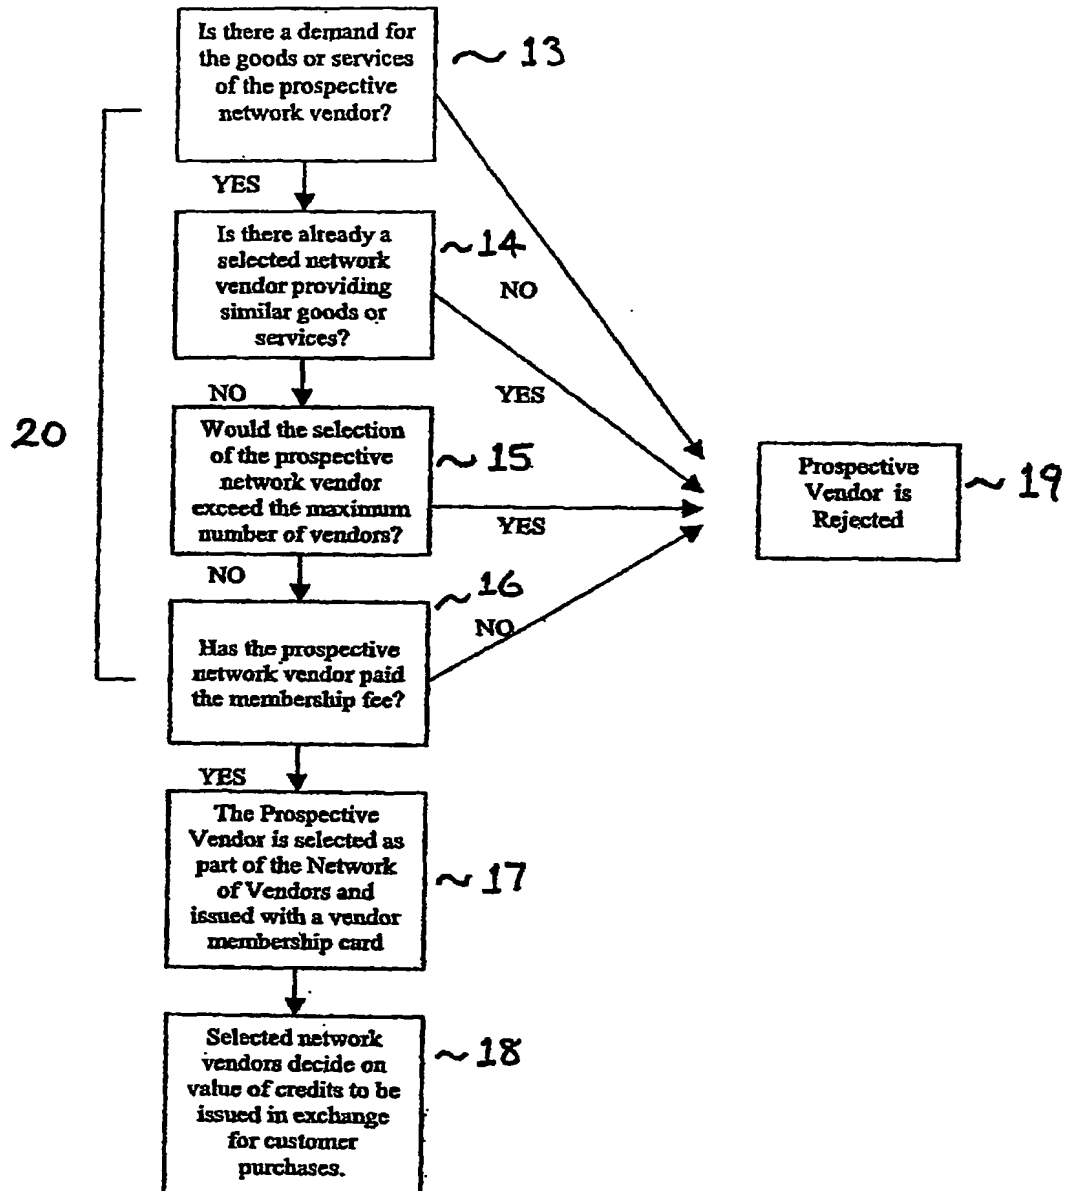 Is there a demand for
the goods or services
of the prospective
network vendor?
~ 13
YES
Is there already a
selected network
vendor providing
similar goods or
services?
~ 14
NO
NO
YES
20
Would the selection
of the prospective
network vendor
exceed the maximum
number of vendors?
~ 15
YES
Prospective
Vendor is
Rejected
~ 19
NO
~ 16
NO
Has the prospective
network vendor paid
the membership fee?
YES
The Prospective
Vendor is selected as
part of the Network
of Vendors and
issued with a vendor
membership card
~ 17
Selected network
vendors decide on
value of credits to be
issued in exchange
for customer
purchases.
~ 18